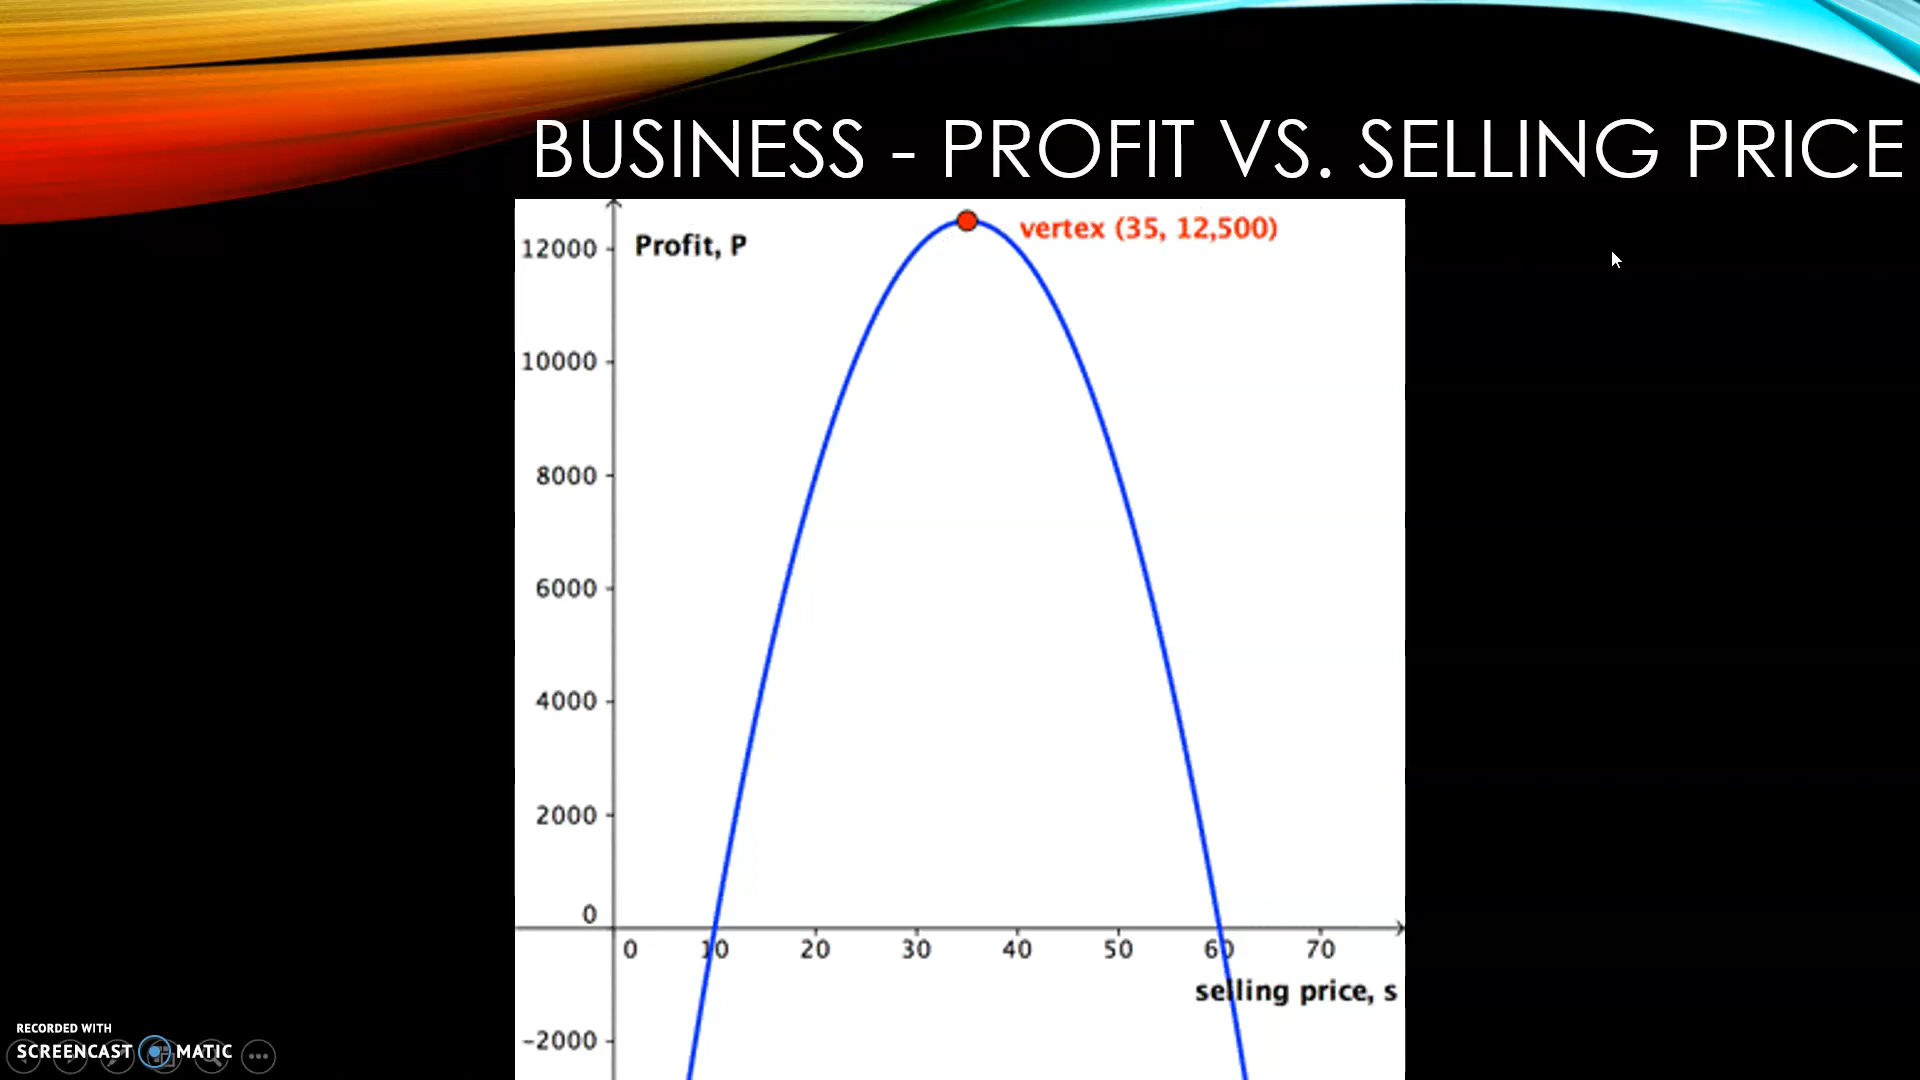 BUSINESS - PROFIT VS. SELLING PRICE
vertex (35, 12,500)
Profit, P
12000
10000
8000
6000
4000
2000
0
0 10 20 30 40 50 60 70
selling price, s
-2000
RECORDED WITH
SCREENCAST MATIC